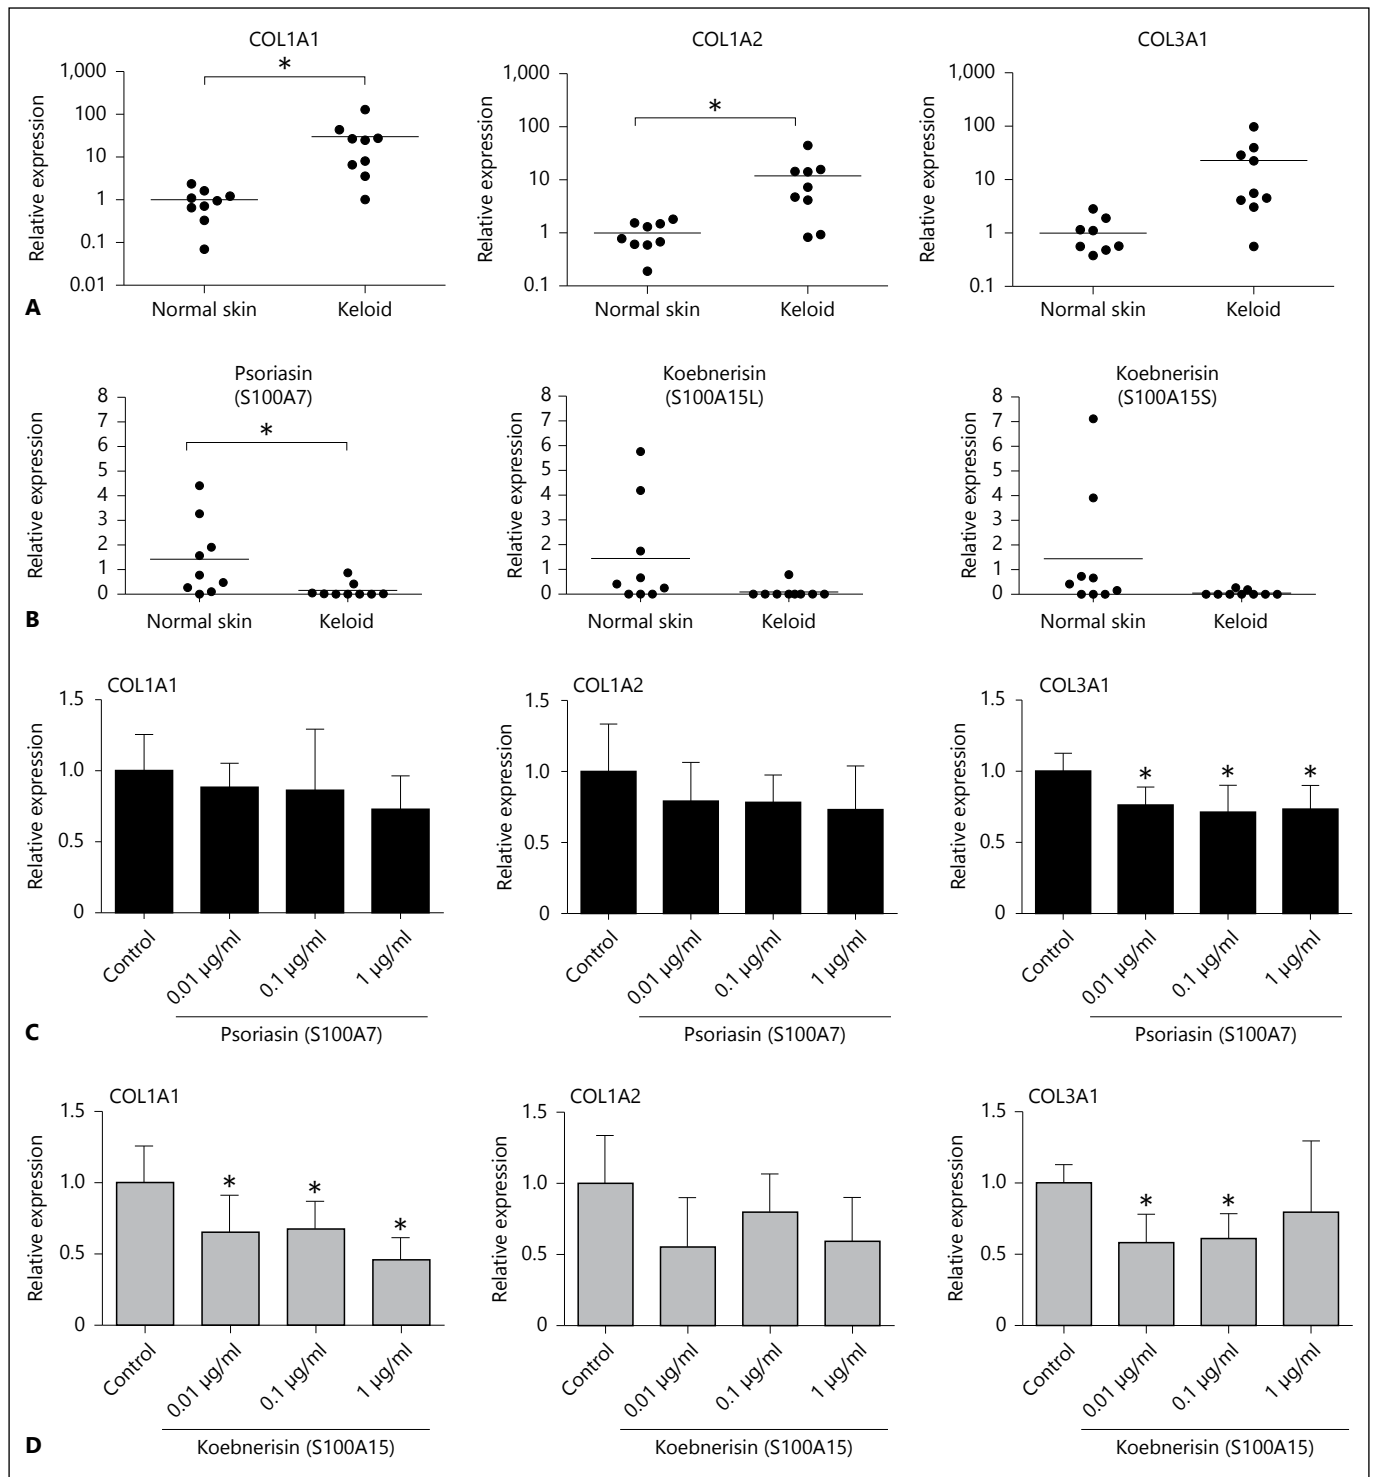 COL1A1
COL1A2
COL3A1
Relative expression
1,000
100
10
1
0.1
0.01
*
Normal skin
Keloid
Relative expression
1,000
100
10
1
0.1
*
Normal skin
Keloid
Relative expression
1,000
100
10
1
0.1
Normal skin
Keloid
A
Psoriasin
(S100A7)
Koebnerisin
(S100A15L)
Koebnerisin
(S100A15S)
Relative expression
8
7
6
5
4
3
2
1
0
*
Normal skin
Keloid
Relative expression
8
7
6
5
4
3
2
1
0
Normal skin
Keloid
Relative expression
8
7
6
5
4
3
2
1
0
Normal skin
Keloid
B
COL1A1
Relative expression
1.5
1.0
0.5
0
Control
0.01 µg/ml
0.1 µg/ml
1 µg/ml
Psoriasin (S100A7)
COL1A2
Relative expression
1.5
1.0
0.5
0
Control
0.01 µg/ml
0.1 µg/ml
1 µg/ml
Psoriasin (S100A7)
COL3A1
Relative expression
1.5
1.0
0.5
0
* * *
Control
0.01 µg/ml
0.1 µg/ml
1 µg/ml
Psoriasin (S100A7)
C
COL1A1
Relative expression
1.5
1.0
0.5
0
* * *
Control
0.01 µg/ml
0.1 µg/ml
1 µg/ml
Koebnerisin (S100A15)
COL1A2
Relative expression
1.5
1.0
0.5
0
Control
0.01 µg/ml
0.1 µg/ml
1 µg/ml
Koebnerisin (S100A15)
COL3A1
Relative expression
1.5
1.0
0.5
0
* *
Control
0.01 µg/ml
0.1 µg/ml
1 µg/ml
Koebnerisin (S100A15)
D